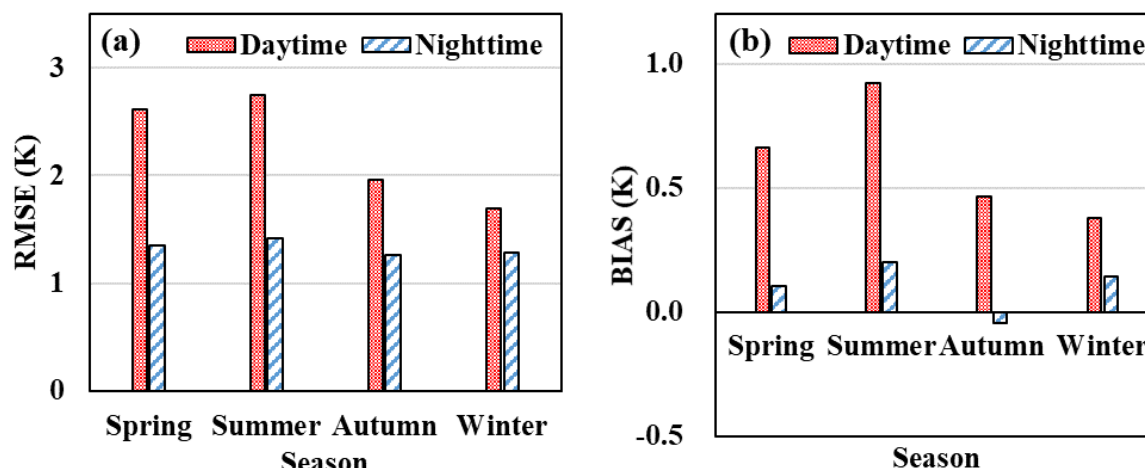 (a) Daytime Nighttime
3
2
1
0
RMSE (K)
Spring Summer Autumn Winter
Season
(b) Daytime Nighttime
1.0
0.5
0.0
-0.5
BIAS (K)
Spring Summer Autumn Winter
Season